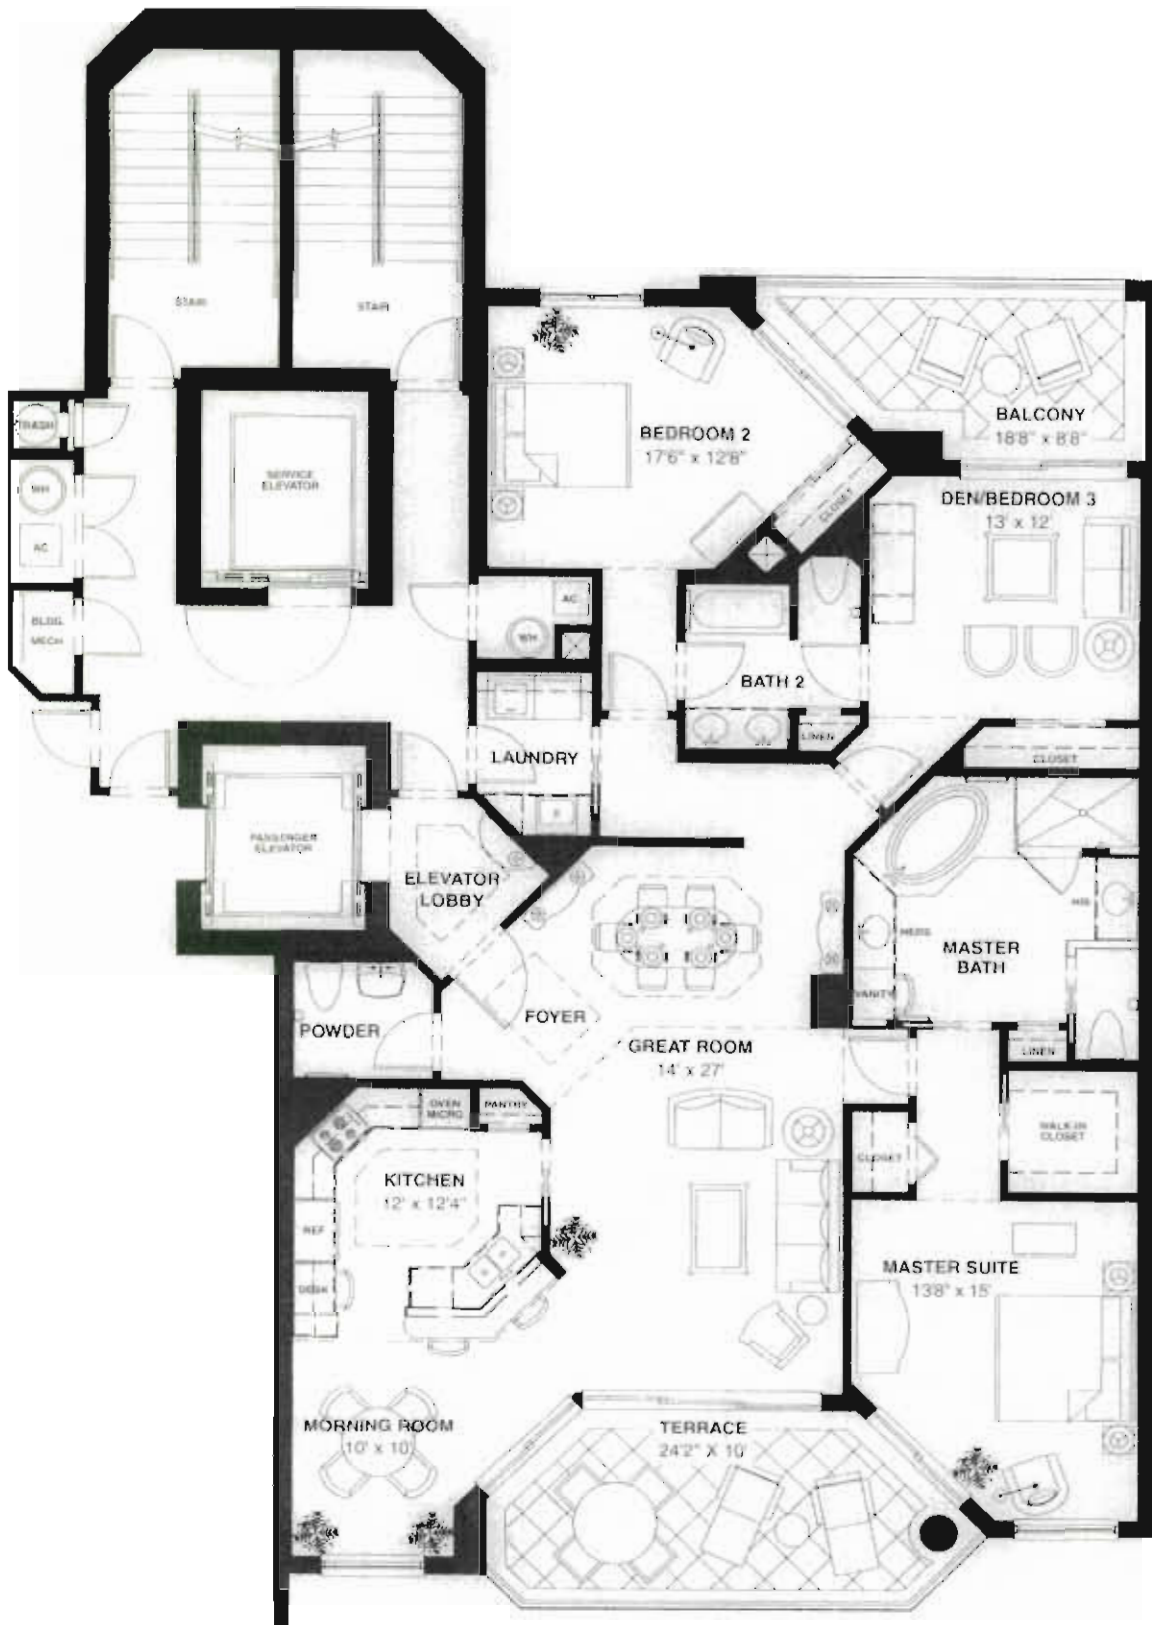 STAIR
STAIR
TRASH
WH
AC
BLDG.
MECH
SERVICE
ELEVATOR
BEDROOM 2
17'6" x 12'8"
CLOSET
BALCONY
18'8" x 8'8"
DEN/BEDROOM 3
13' x 12'
AC
WH
BATH 2
LINEN
CLOSET
LAUNDRY
PASSENGER
ELEVATOR
ELEVATOR
LOBBY
HIS
HERS
MASTER
BATH
VANITY
LINEN
POWDER
FOYER
GREAT ROOM
14' x 27'
OVEN
MICRO
PANTRY
WALK-IN
CLOSET
CLOSET
KITCHEN
12' x 12'4"
REF
DESK
MASTER SUITE
13'8" x 15'
MORNING ROOM
10' x 10'
TERRACE
24'2" X 10'